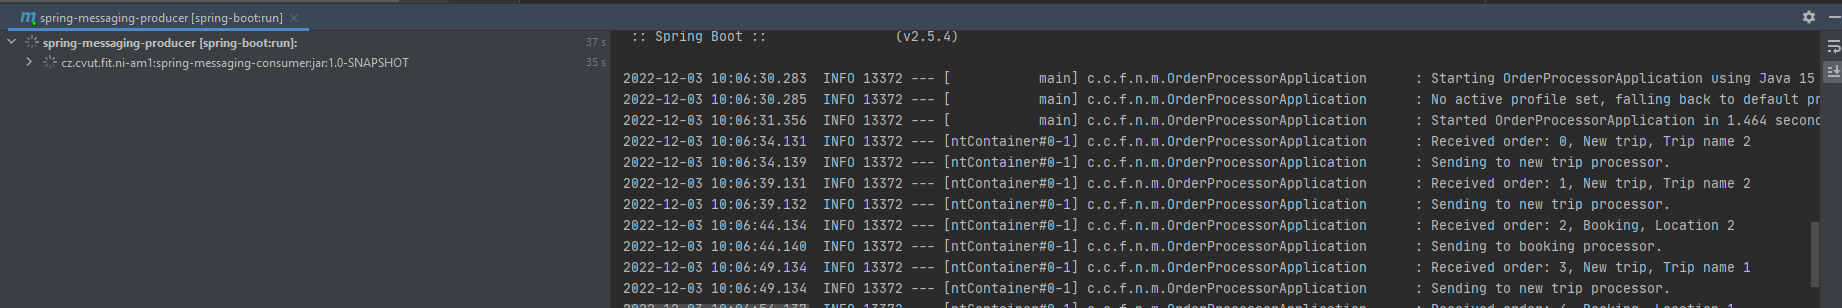 spring-messaging-producer [spring-boot:run]
spring-messaging-producer [spring-boot:run]: 37 s
cz.cvut.fit.ni-am1:spring-messaging-consumer:jar:1.0-SNAPSHOT 35 s
:: Spring Boot :: (v2.5.4)
2022-12-03 10:06:30.283 INFO 13372 --- [ main] c.c.f.n.m.OrderProcessorApplication : Starting OrderProcessorApplication using Java 15
2022-12-03 10:06:30.285 INFO 13372 --- [ main] c.c.f.n.m.OrderProcessorApplication : No active profile set, falling back to default pr
2022-12-03 10:06:31.356 INFO 13372 --- [ main] c.c.f.n.m.OrderProcessorApplication : Started OrderProcessorApplication in 1.464 second
2022-12-03 10:06:34.131 INFO 13372 --- [ntContainer#0-1] c.c.f.n.m.OrderProcessorApplication : Received order: 0, New trip, Trip name 2
2022-12-03 10:06:34.139 INFO 13372 --- [ntContainer#0-1] c.c.f.n.m.OrderProcessorApplication : Sending to new trip processor.
2022-12-03 10:06:39.131 INFO 13372 --- [ntContainer#0-1] c.c.f.n.m.OrderProcessorApplication : Received order: 1, New trip, Trip name 2
2022-12-03 10:06:39.132 INFO 13372 --- [ntContainer#0-1] c.c.f.n.m.OrderProcessorApplication : Sending to new trip processor.
2022-12-03 10:06:44.134 INFO 13372 --- [ntContainer#0-1] c.c.f.n.m.OrderProcessorApplication : Received order: 2, Booking, Location 2
2022-12-03 10:06:44.140 INFO 13372 --- [ntContainer#0-1] c.c.f.n.m.OrderProcessorApplication : Sending to booking processor.
2022-12-03 10:06:49.134 INFO 13372 --- [ntContainer#0-1] c.c.f.n.m.OrderProcessorApplication : Received order: 3, New trip, Trip name 1
2022-12-03 10:06:49.134 INFO 13372 --- [ntContainer#0-1] c.c.f.n.m.OrderProcessorApplication : Sending to new trip processor.